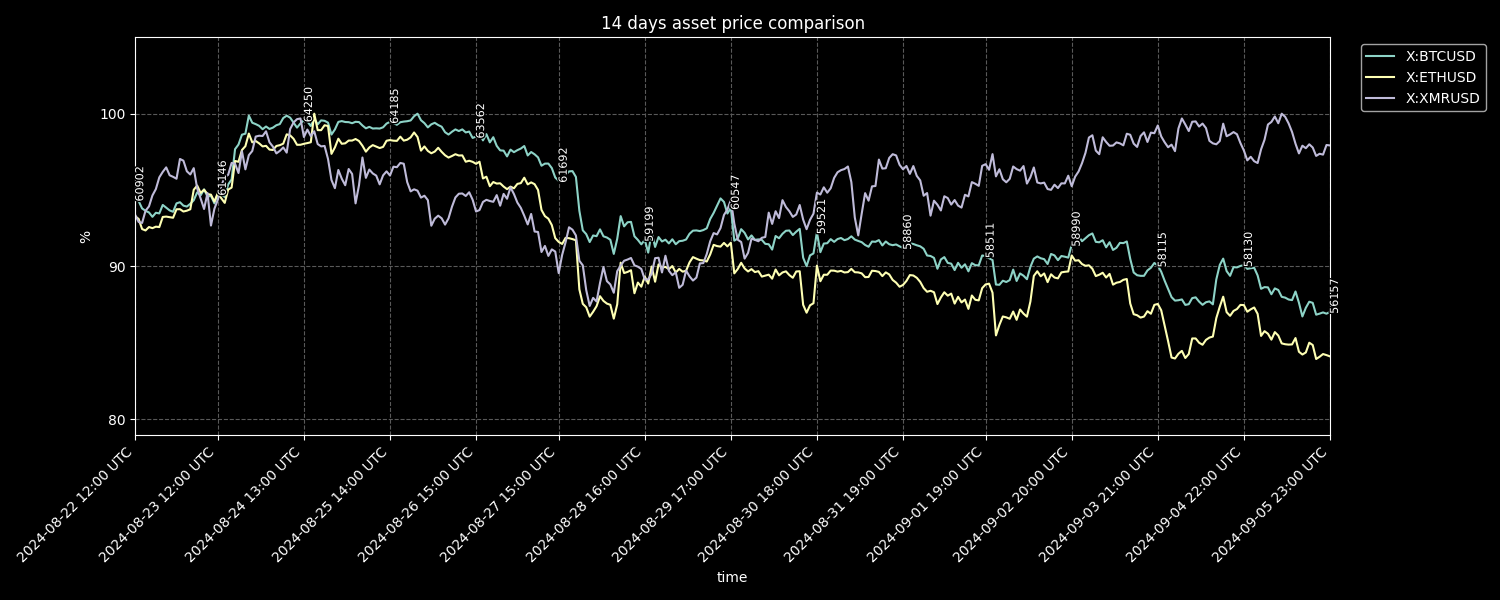 14 days asset price comparison
X:BTCUSD
X:ETHUSD
X:XMRUSD
100
90
80
%
60902
61146
64250
64185
63562
61692
59199
60547
59521
58860
58511
58990
58115
58130
56157
2024-08-22 12:00 UTC
2024-08-23 12:00 UTC
2024-08-24 13:00 UTC
2024-08-25 14:00 UTC
2024-08-26 15:00 UTC
2024-08-27 15:00 UTC
2024-08-28 16:00 UTC
2024-08-29 17:00 UTC
2024-08-30 18:00 UTC
2024-08-31 19:00 UTC
2024-09-01 19:00 UTC
2024-09-02 20:00 UTC
2024-09-03 21:00 UTC
2024-09-04 22:00 UTC
2024-09-05 23:00 UTC
time